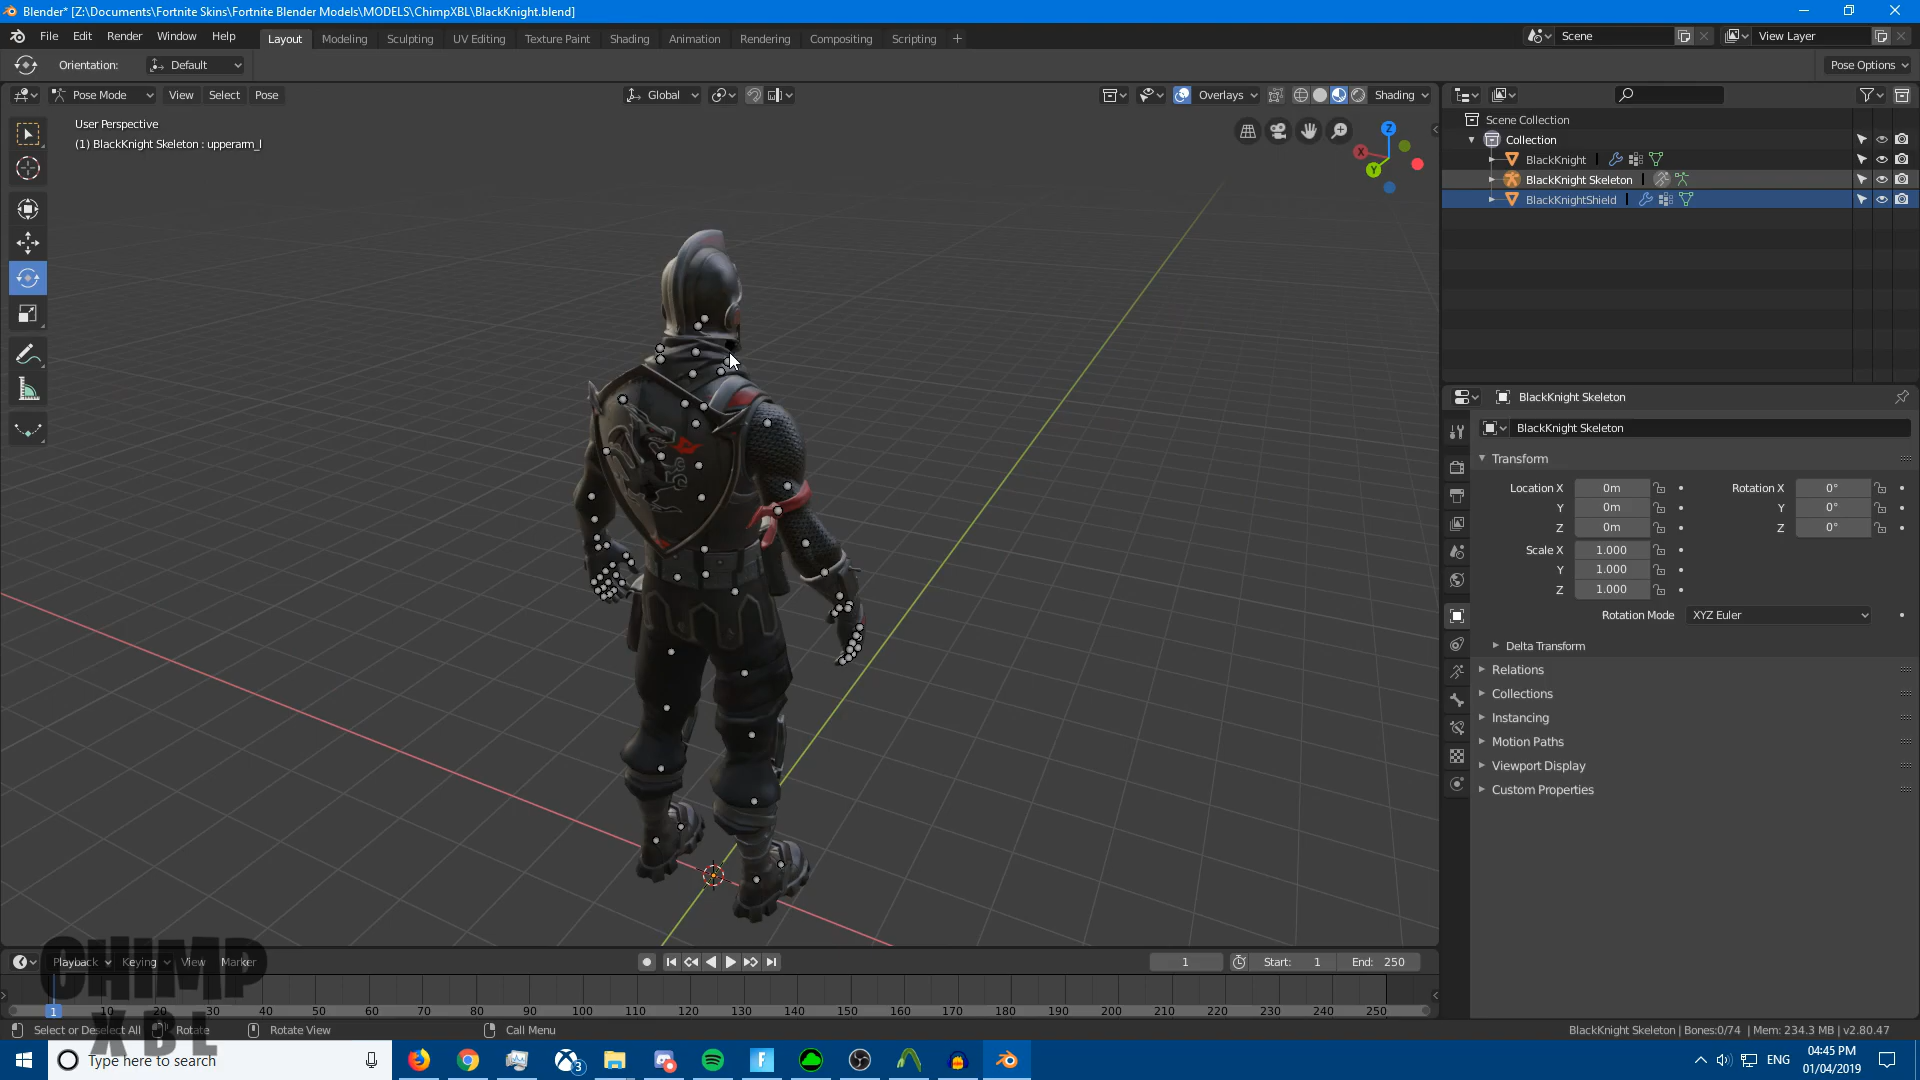 Blender* [Z:\Documents\Fortnite Skins\Fortnite Blender Models\MODELS\ChimpXBL\BlackKnight.blend]
File Edit Render Window Help Layout Modeling Sculpting UV Editing Texture Paint Shading Animation Rendering Compositing Scripting + Scene View Layer
Orientation: Default Pose Options
Pose Mode View Select Pose Global Overlays Shading
User Perspective
(1) BlackKnight Skeleton : upperarm_l
Z
X
Y
Scene Collection
Collection
BlackKnight
BlackKnight Skeleton
BlackKnightShield
BlackKnight Skeleton
BlackKnight Skeleton
Transform
Location X 0m Rotation X 0°
Y 0m Y 0°
Z 0m Z 0°
Scale X 1.000
Y 1.000
Z 1.000
Rotation Mode XYZ Euler
Delta Transform
Relations
Collections
Instancing
Motion Paths
Viewport Display
Custom Properties
Playback Keying View Marker 1 Start: 1 End: 250
1 10 20 30 40 50 60 70 80 90 100 110 120 130 140 150 160 170 180 190 200 210 220 230 240 250
Select or Deselect All Rotate Rotate View Call Menu BlackKnight Skeleton | Bones:0/74 | Mem: 234.3 MB | v2.80.47
CHIMP
XBL
Type here to search 3 ENG 04:45 PM
01/04/2019